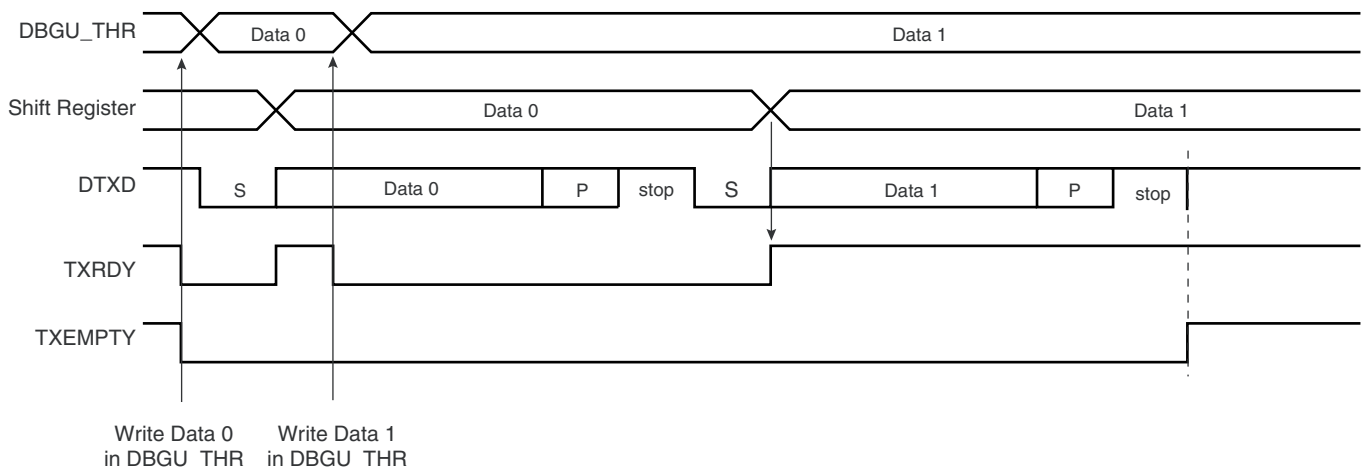 DBGU_THR Data 0 Data 1
Shift Register Data 0 Data 1
DTXD S Data 0 P stop S Data 1 P stop
TXRDY
TXEMPTY
Write Data 0 Write Data 1
in DBGU_THR in DBGU_THR